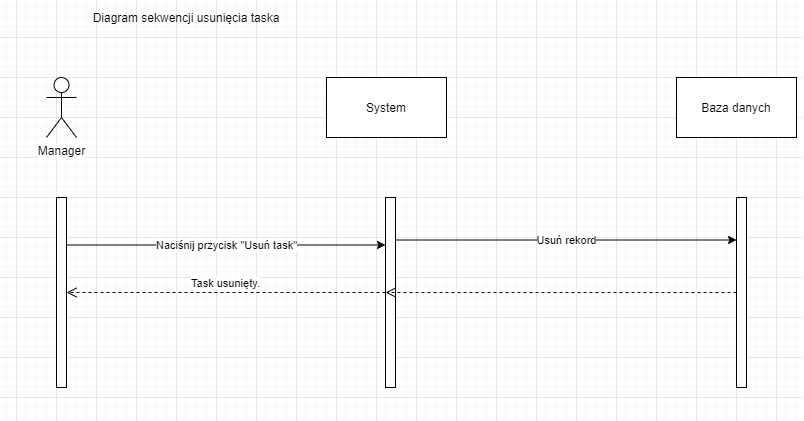 Diagram sekwencji usunięcia taska
System
Baza danych
Manager
Naciśnij przycisk "Usuń task"
Usuń rekord
Task usunięty.